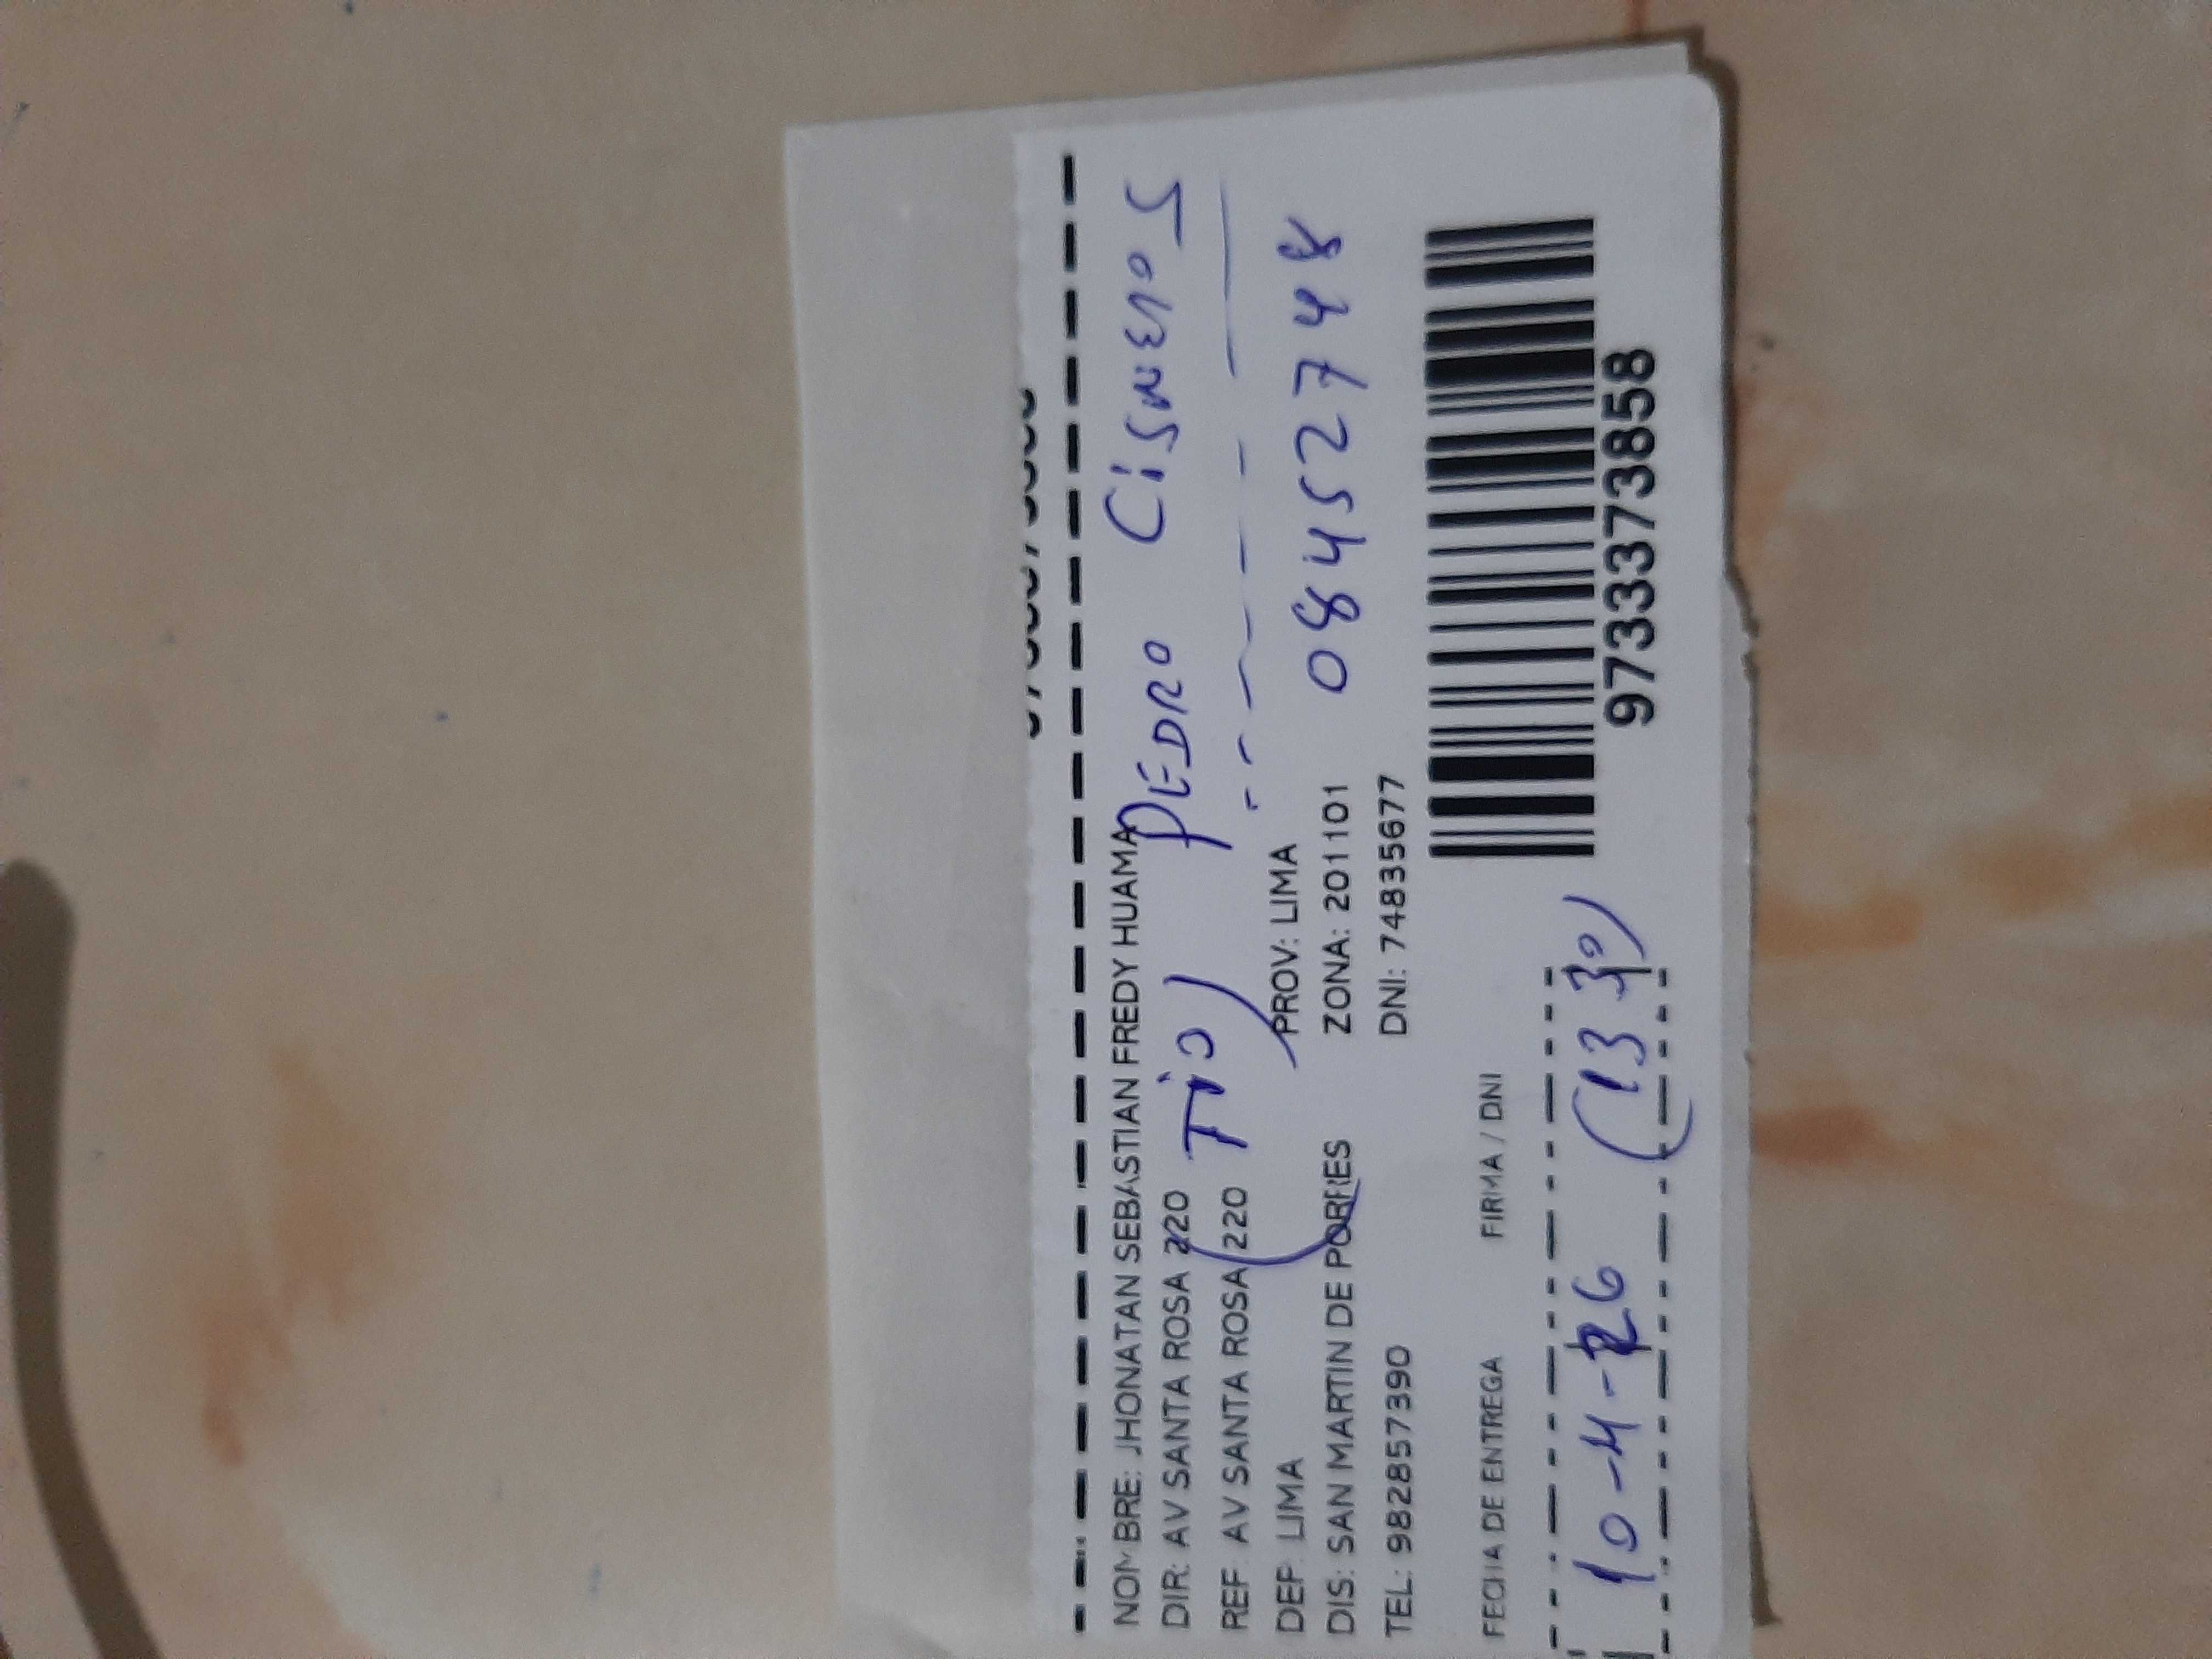 NOMBRE: JHONATAN SEBASTIAN FREDY HUAMA
PEDRO Cisneros
DIR: AV SANTA ROSA 220
(Tio)
REF: AV SANTA ROSA 220
DEP: LIMA PROV: LIMA
08452748
DIS: SAN MARTIN DE PORRES ZONA: 201101
TEL: 982857390 DNI: 74835677
FECHA DE ENTREGA FIRMA / DNI
10-4-26 (13 30)
97333373858